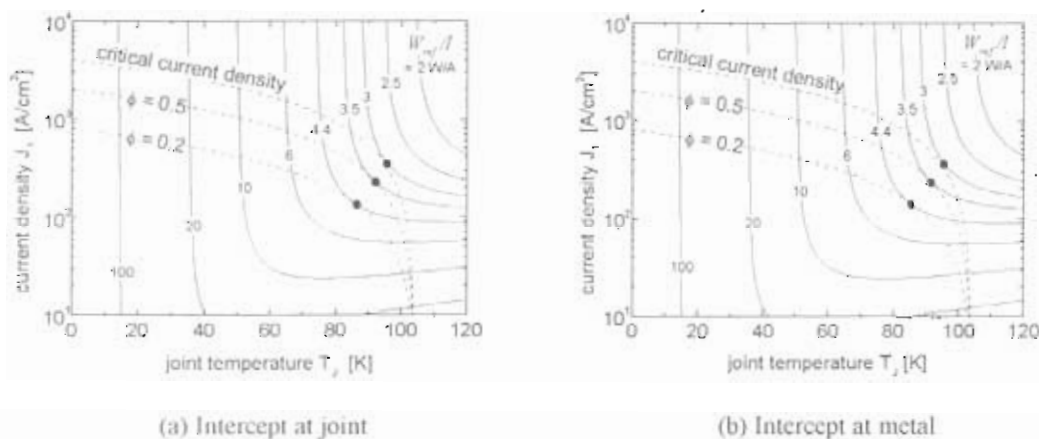 10⁴
10³
10²
10¹
current density J₁ [A/cm²]
critical current density
ϕ = 0.5
ϕ = 0.2
W_ref/I
= 2 W/A
2.5
3
3.5
4.4
6
10
20
100
0 20 40 60 80 100 120
joint temperature T_J [K]
(a) Intercept at joint
10⁴
10³
10²
10¹
current density J₁ [A/cm²]
critical current density
ϕ = 0.5
ϕ = 0.2
W_ref/I
= 2 W/A
2.5
3
3.5
4.4
6
10
20
100
0 20 40 60 80 100 120
joint temperature T_J [K]
(b) Intercept at metal